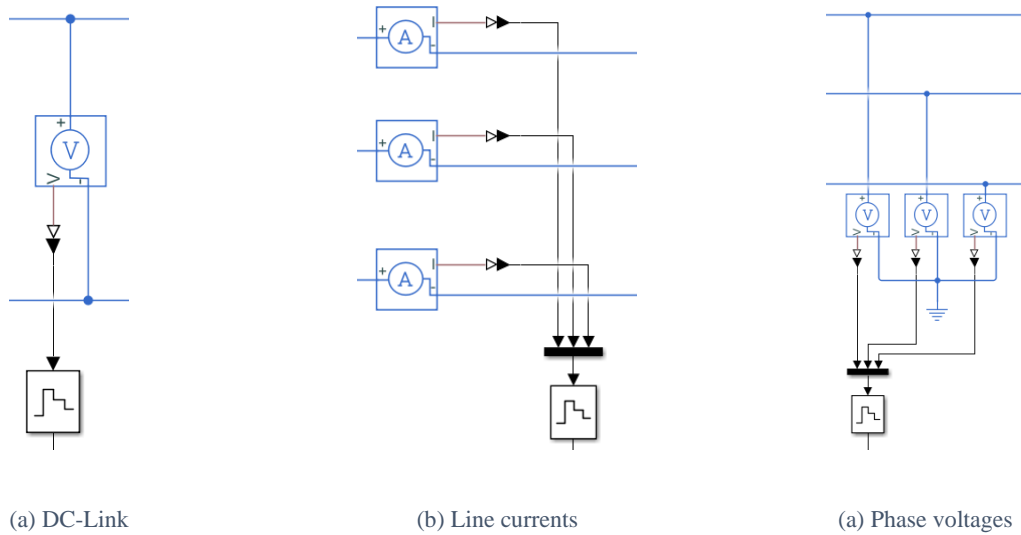 +
V
V
-
+
A
I
-
+
A
I
-
+
A
I
-
+
V
V
-
+
V
V
-
+
V
V
-
(a) DC-Link
(b) Line currents
(a) Phase voltages